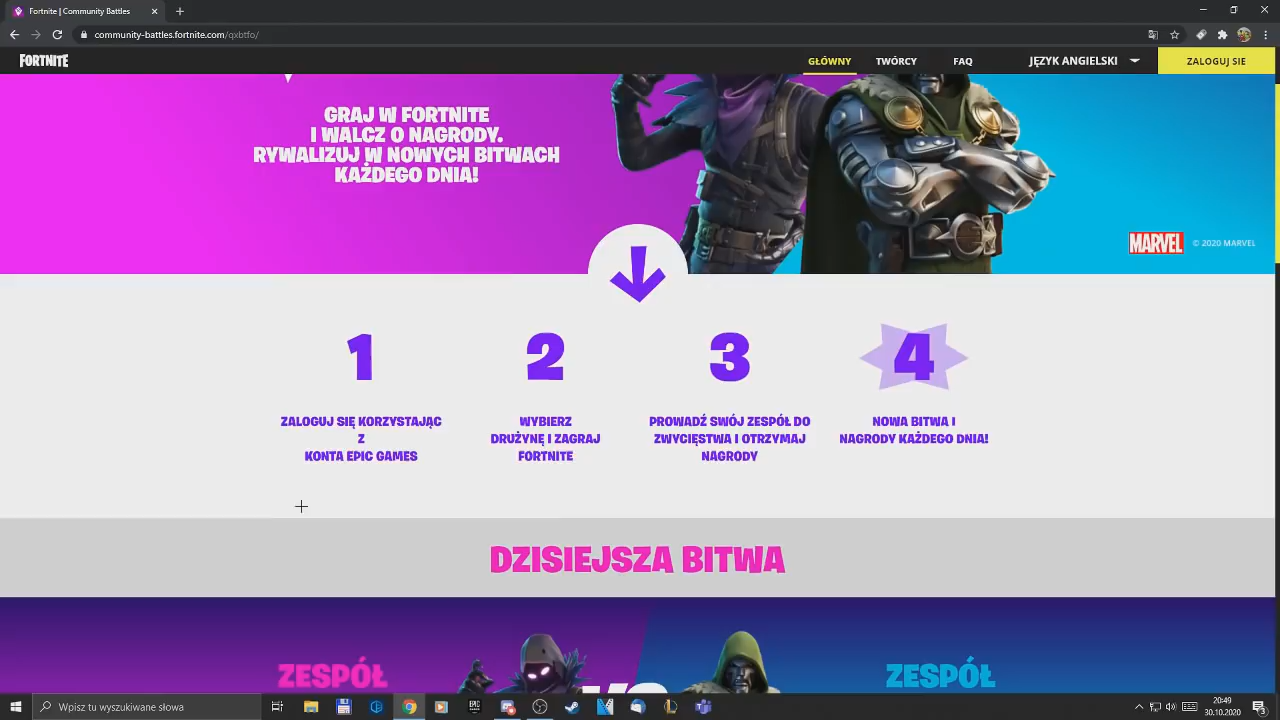 Fortnite | Community Battles
community-battles.fortnite.com/qxbtfo/
FORTNITE
GŁÓWNY
TWÓRCY
FAQ
JĘZYK ANGIELSKI
ZALOGUJ SIE
GRAJ W FORTNITE
I WALCZ O NAGRODY.
RYWALIZUJ W NOWYCH BITWACH
KAŻDEGO DNIA!
MARVEL © 2020 MARVEL
1
ZALOGUJ SIĘ KORZYSTAJĄC
Z
KONTA EPIC GAMES
2
WYBIERZ
DRUŻYNĘ I ZAGRAJ
FORTNITE
3
PROWADŹ SWÓJ ZESPÓŁ DO
ZWYCIĘSTWA I OTRZYMAJ
NAGRODY
4
NOWA BITWA I
NAGRODY KAŻDEGO DNIA!
DZISIEJSZA BITWA
ZESPÓŁ
ZESPÓŁ
Wpisz tu wyszukiwane słowa
20:49
30.10.2020